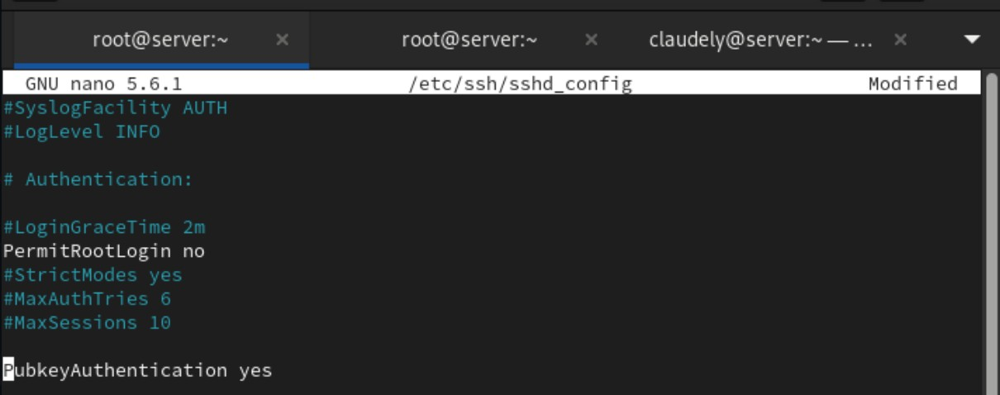 root@server:~ × root@server:~ × claudely@server:~ — ... ×
GNU nano 5.6.1 /etc/ssh/sshd_config Modified
#SyslogFacility AUTH
#LogLevel INFO
# Authentication:
#LoginGraceTime 2m
PermitRootLogin no
#StrictModes yes
#MaxAuthTries 6
#MaxSessions 10
PubkeyAuthentication yes